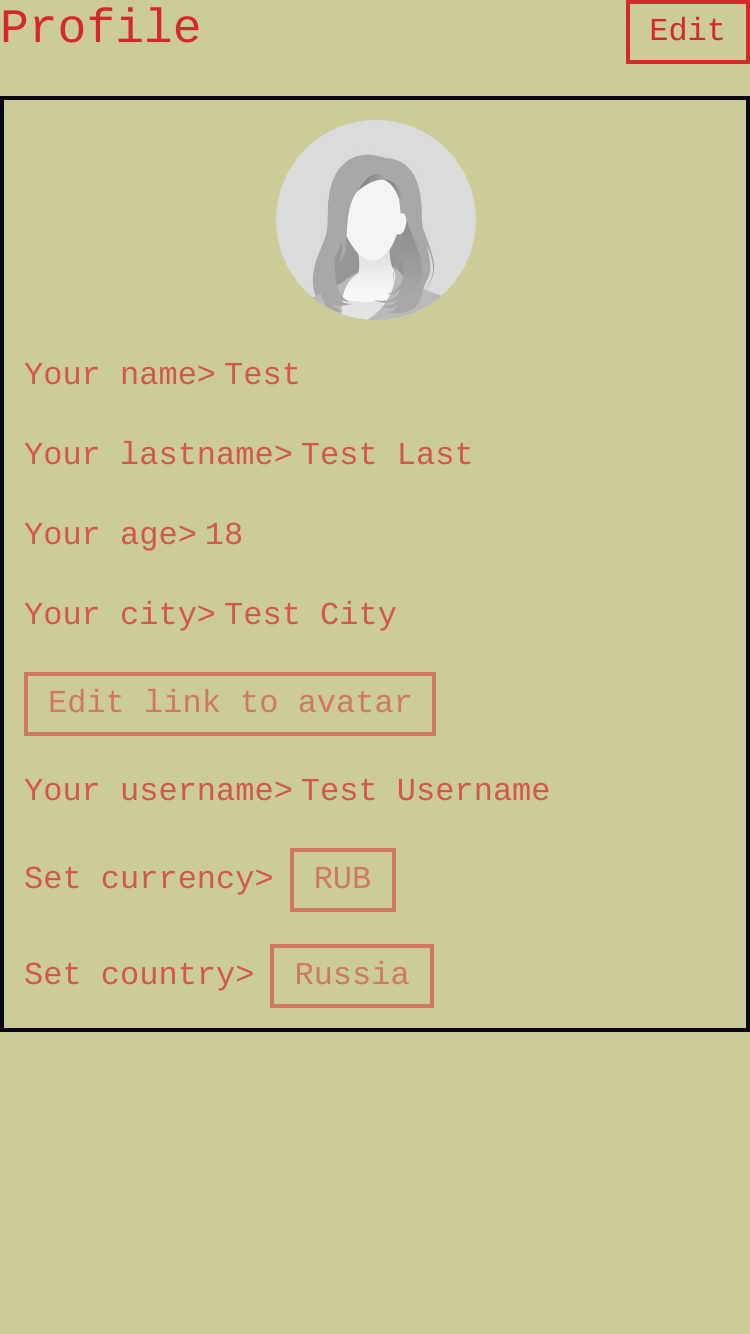 Profile
Edit
Your name> Test
Your lastname> Test Last
Your age> 18
Your city> Test City
Edit link to avatar
Your username> Test Username
Set currency> RUB
Set country> Russia